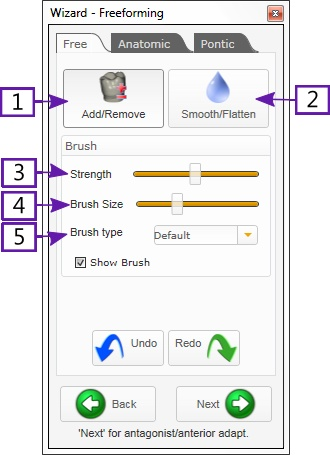 Wizard - Freeforming
Free Anatomic Pontic
1 Add/Remove Smooth/Flatten 2
Brush
3 Strength
4 Brush Size
5 Brush type Default
Show Brush
Undo Redo
Back Next
'Next' for antagonist/anterior adapt.